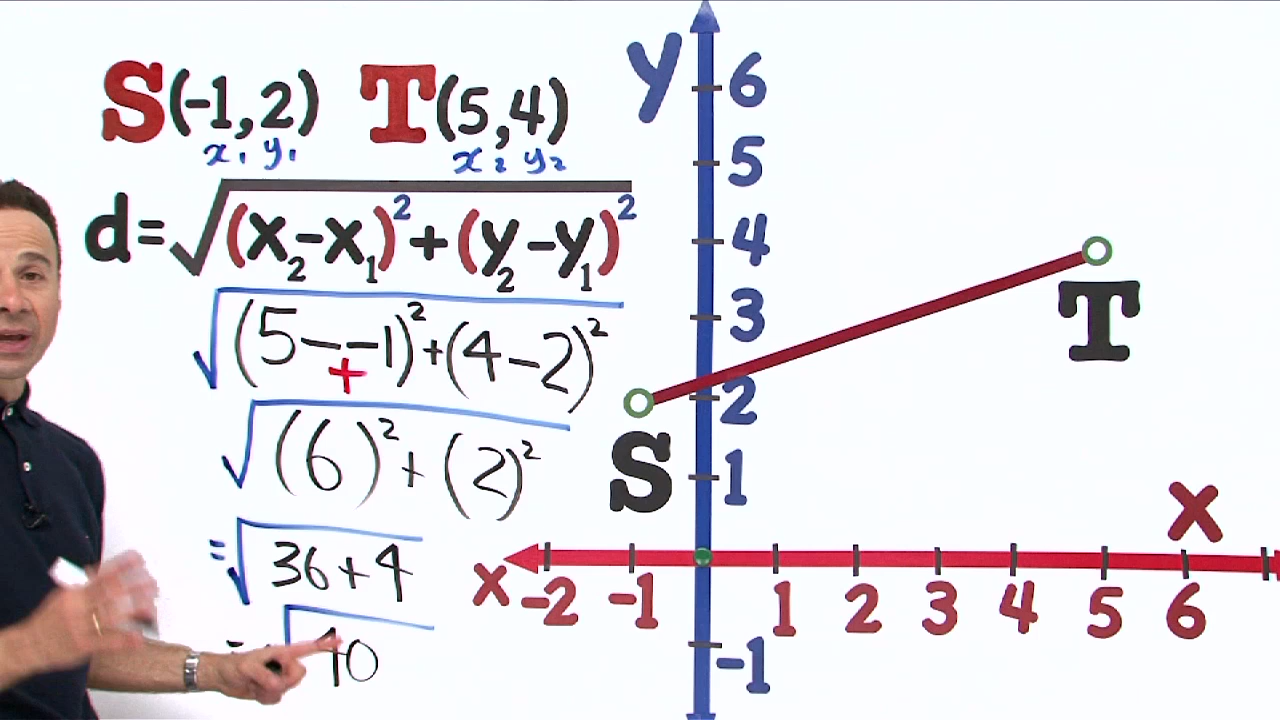 S(-1,2) T(5,4)
x₁ y₁ x₂ y₂
d=√(x₂-x₁)²+(y₂-y₁)²
√(5--1)²+(4-2)²
+
√(6)²+(2)²
=√36+4
=√40
y
6
5
4
3
2
1
-1
T
S
x
x -2 -1 1 2 3 4 5 6